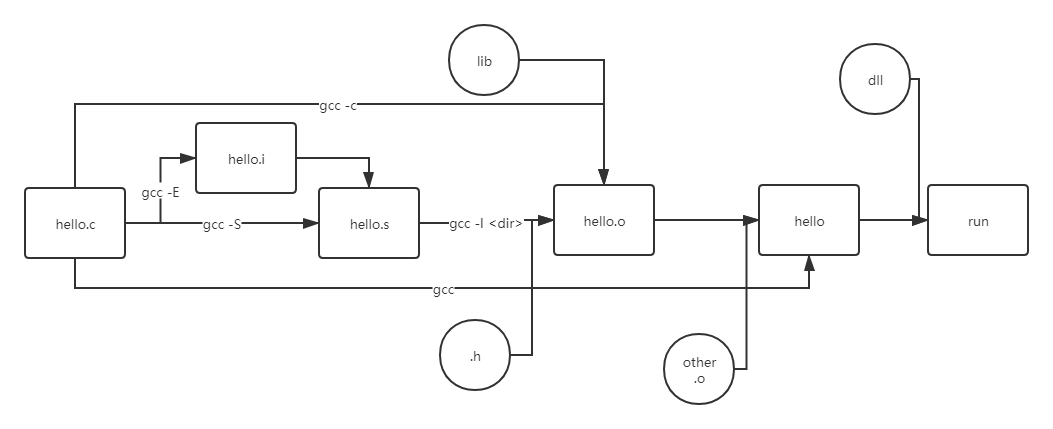 lib
dll
gcc -c
hello.i
gcc -E
hello.c
gcc -S
hello.s
gcc -I <dir>
hello.o
hello
run
gcc
.h
other
.o